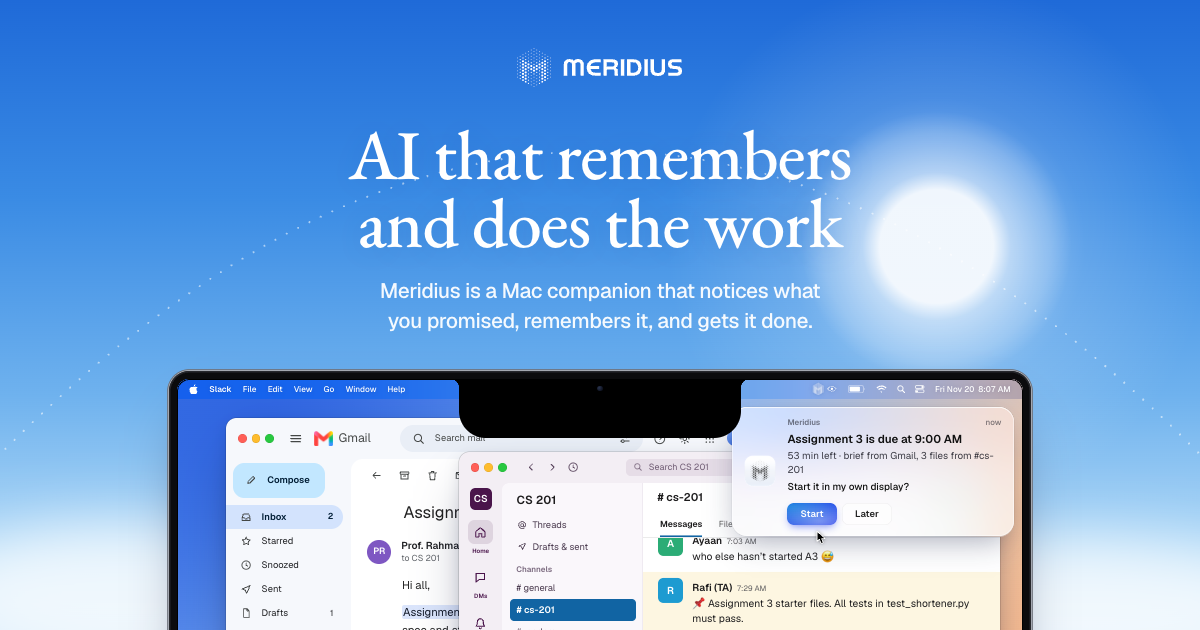 MERIDIUS
AI that remembers
and does the work
Meridius is a Mac companion that notices what
you promised, remembers it, and gets it done.
Slack File Edit View Go Window Help
Fri Nov 20 8:07 AM
Gmail
Search mail
Compose
Inbox 2
Starred
Snoozed
Sent
Drafts 1
PR
Prof. Rahma
to CS 201
Hi all,
Search CS 201
CS
Home
DMs
CS 201
Threads
Drafts & sent
Channels
# general
# cs-201
# cs-201
Messages
A
Ayaan 7:03 AM
who else hasn't started A3 😅
R
Rafi (TA) 7:29 AM
📌 Assignment 3 starter files. All tests in test_shortener.py
must pass.
Meridius now
Assignment 3 is due at 9:00 AM
53 min left · brief from Gmail, 3 files from #cs-
201
Start it in my own display?
Start Later